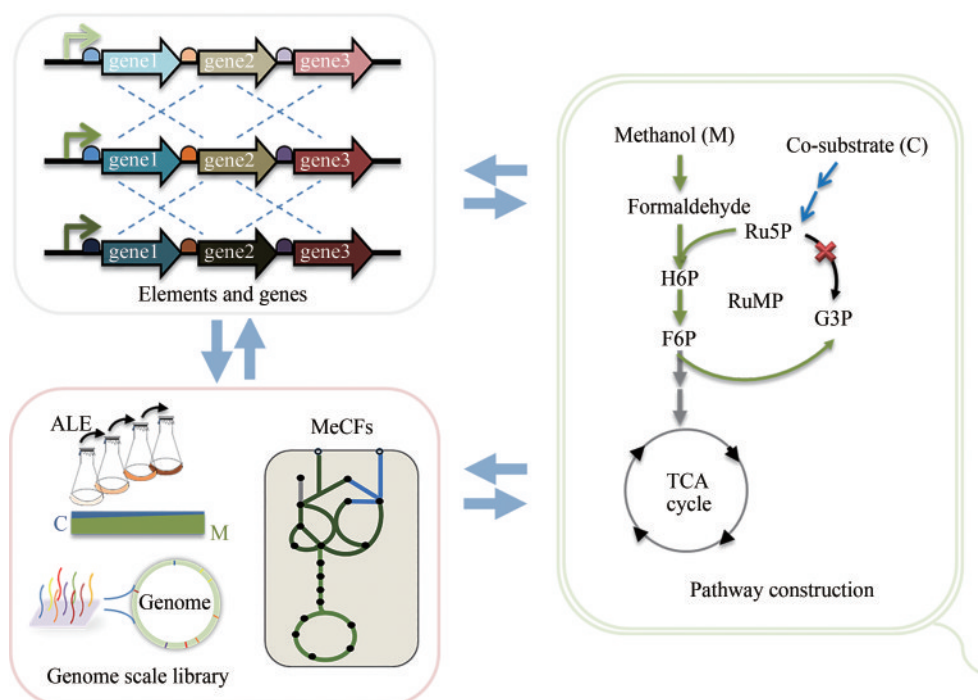 gene1 gene2 gene3
gene1 gene2 gene3
gene1 gene2 gene3
Elements and genes
ALE
C
M
Genome
Genome scale library
MeCFs
Methanol (M)
Co-substrate (C)
Formaldehyde
Ru5P
H6P
RuMP
G3P
F6P
TCA
cycle
Pathway construction